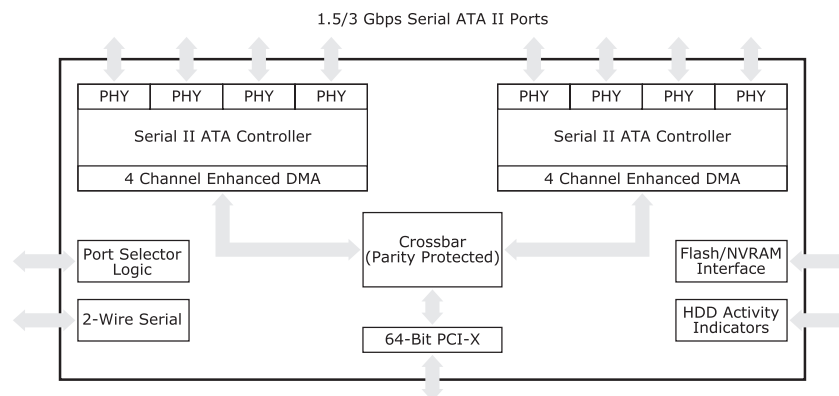 1.5/3 Gbps Serial ATA II Ports
PHY PHY PHY PHY
Serial II ATA Controller
4 Channel Enhanced DMA
PHY PHY PHY PHY
Serial II ATA Controller
4 Channel Enhanced DMA
Port Selector
Logic
2-Wire Serial
Crossbar
(Parity Protected)
64-Bit PCI-X
Flash/NVRAM
Interface
HDD Activity
Indicators